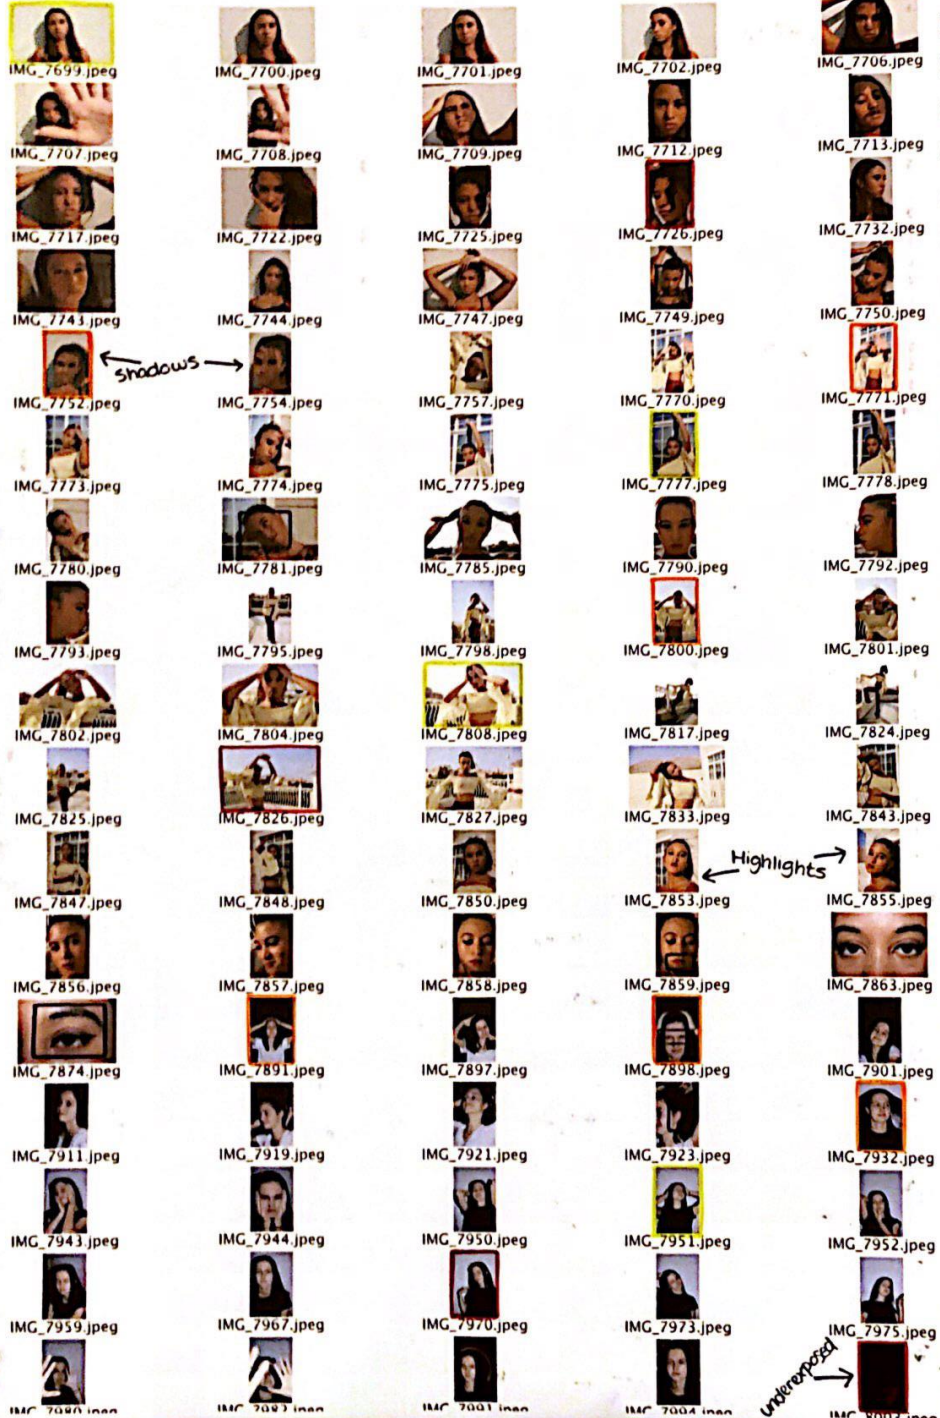 IMG_7699.jpeg IMG_7700.jpeg IMG_7701.jpeg IMG_7702.jpeg IMG_7706.jpeg
IMG_7707.jpeg IMG_7708.jpeg IMG_7709.jpeg IMG_7712.jpeg IMG_7713.jpeg
IMG_7717.jpeg IMG_7722.jpeg IMG_7725.jpeg IMG_7726.jpeg IMG_7732.jpeg
IMG_7743.jpeg IMG_7744.jpeg IMG_7747.jpeg IMG_7749.jpeg IMG_7750.jpeg
shadows
IMG_7752.jpeg IMG_7754.jpeg IMG_7757.jpeg IMG_7770.jpeg IMG_7771.jpeg
IMG_7773.jpeg IMG_7774.jpeg IMG_7775.jpeg IMG_7777.jpeg IMG_7778.jpeg
IMG_7780.jpeg IMG_7781.jpeg IMG_7785.jpeg IMG_7790.jpeg IMG_7792.jpeg
IMG_7793.jpeg IMG_7795.jpeg IMG_7798.jpeg IMG_7800.jpeg IMG_7801.jpeg
IMG_7802.jpeg IMG_7804.jpeg IMG_7808.jpeg IMG_7817.jpeg IMG_7824.jpeg
IMG_7825.jpeg IMG_7826.jpeg IMG_7827.jpeg IMG_7833.jpeg IMG_7843.jpeg
Highlights
IMG_7847.jpeg IMG_7848.jpeg IMG_7850.jpeg IMG_7853.jpeg IMG_7855.jpeg
IMG_7856.jpeg IMG_7857.jpeg IMG_7858.jpeg IMG_7859.jpeg IMG_7863.jpeg
IMG_7874.jpeg IMG_7891.jpeg IMG_7897.jpeg IMG_7898.jpeg IMG_7901.jpeg
IMG_7911.jpeg IMG_7919.jpeg IMG_7921.jpeg IMG_7923.jpeg IMG_7932.jpeg
IMG_7943.jpeg IMG_7944.jpeg IMG_7950.jpeg IMG_7951.jpeg IMG_7952.jpeg
IMG_7959.jpeg IMG_7967.jpeg IMG_7970.jpeg IMG_7973.jpeg IMG_7975.jpeg
underexposed